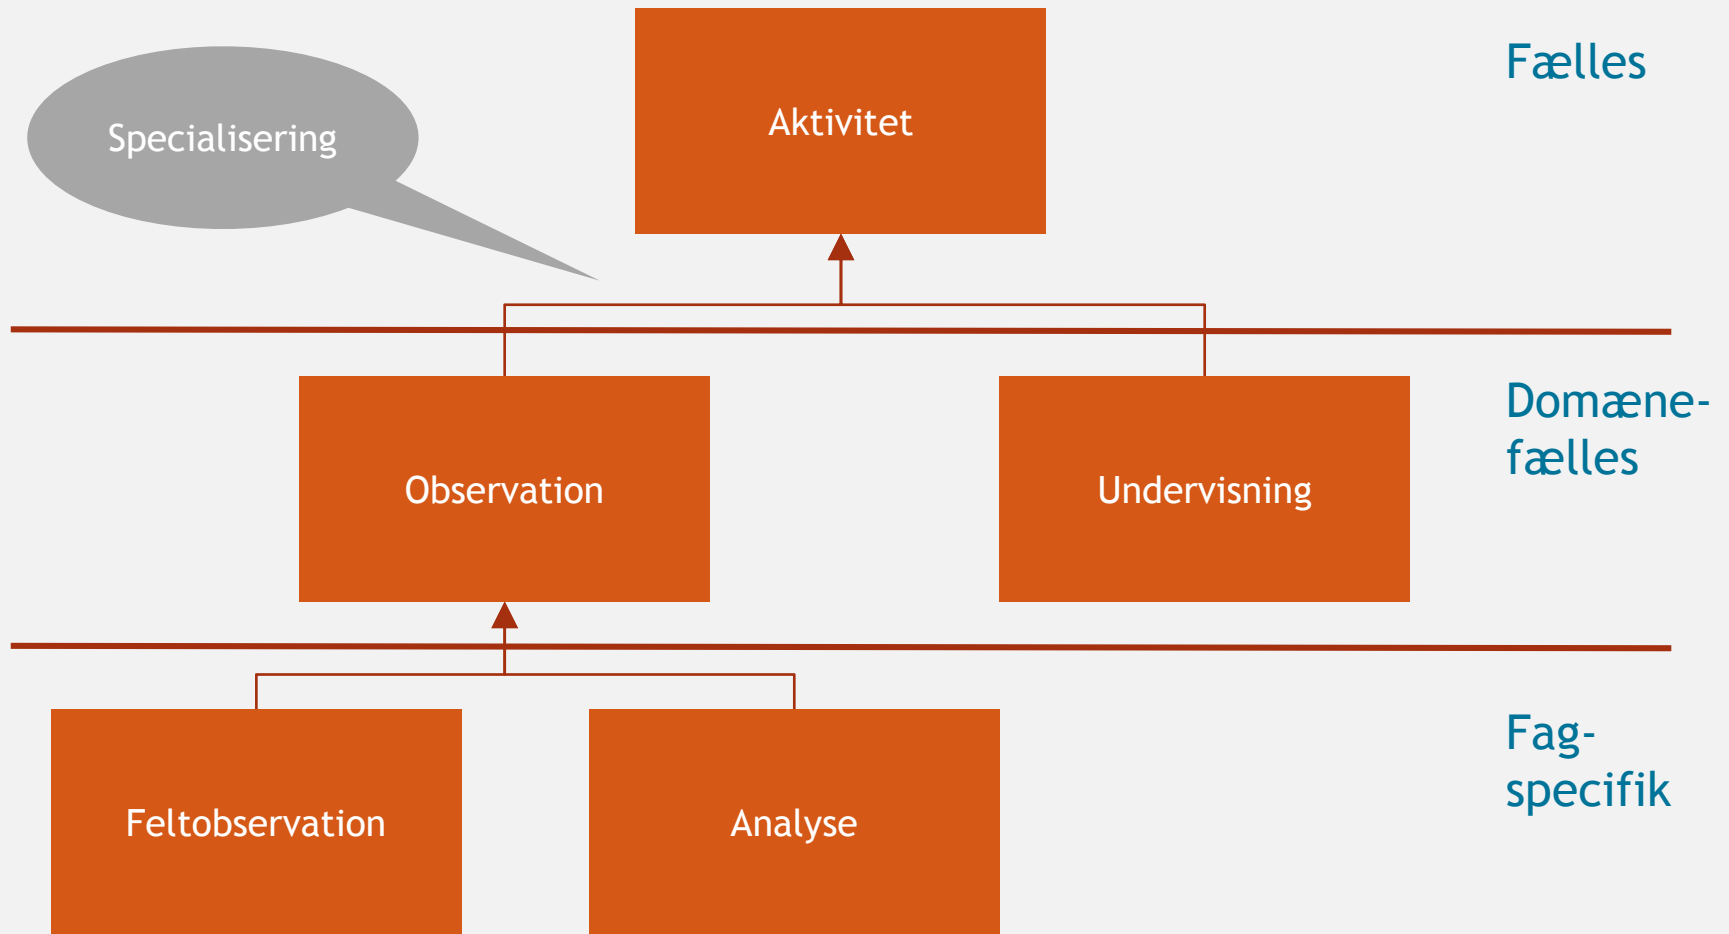 Fælles
Specialisering
Aktivitet
Domæne-
fælles
Observation
Undervisning
Fag-
specifik
Feltobservation
Analyse